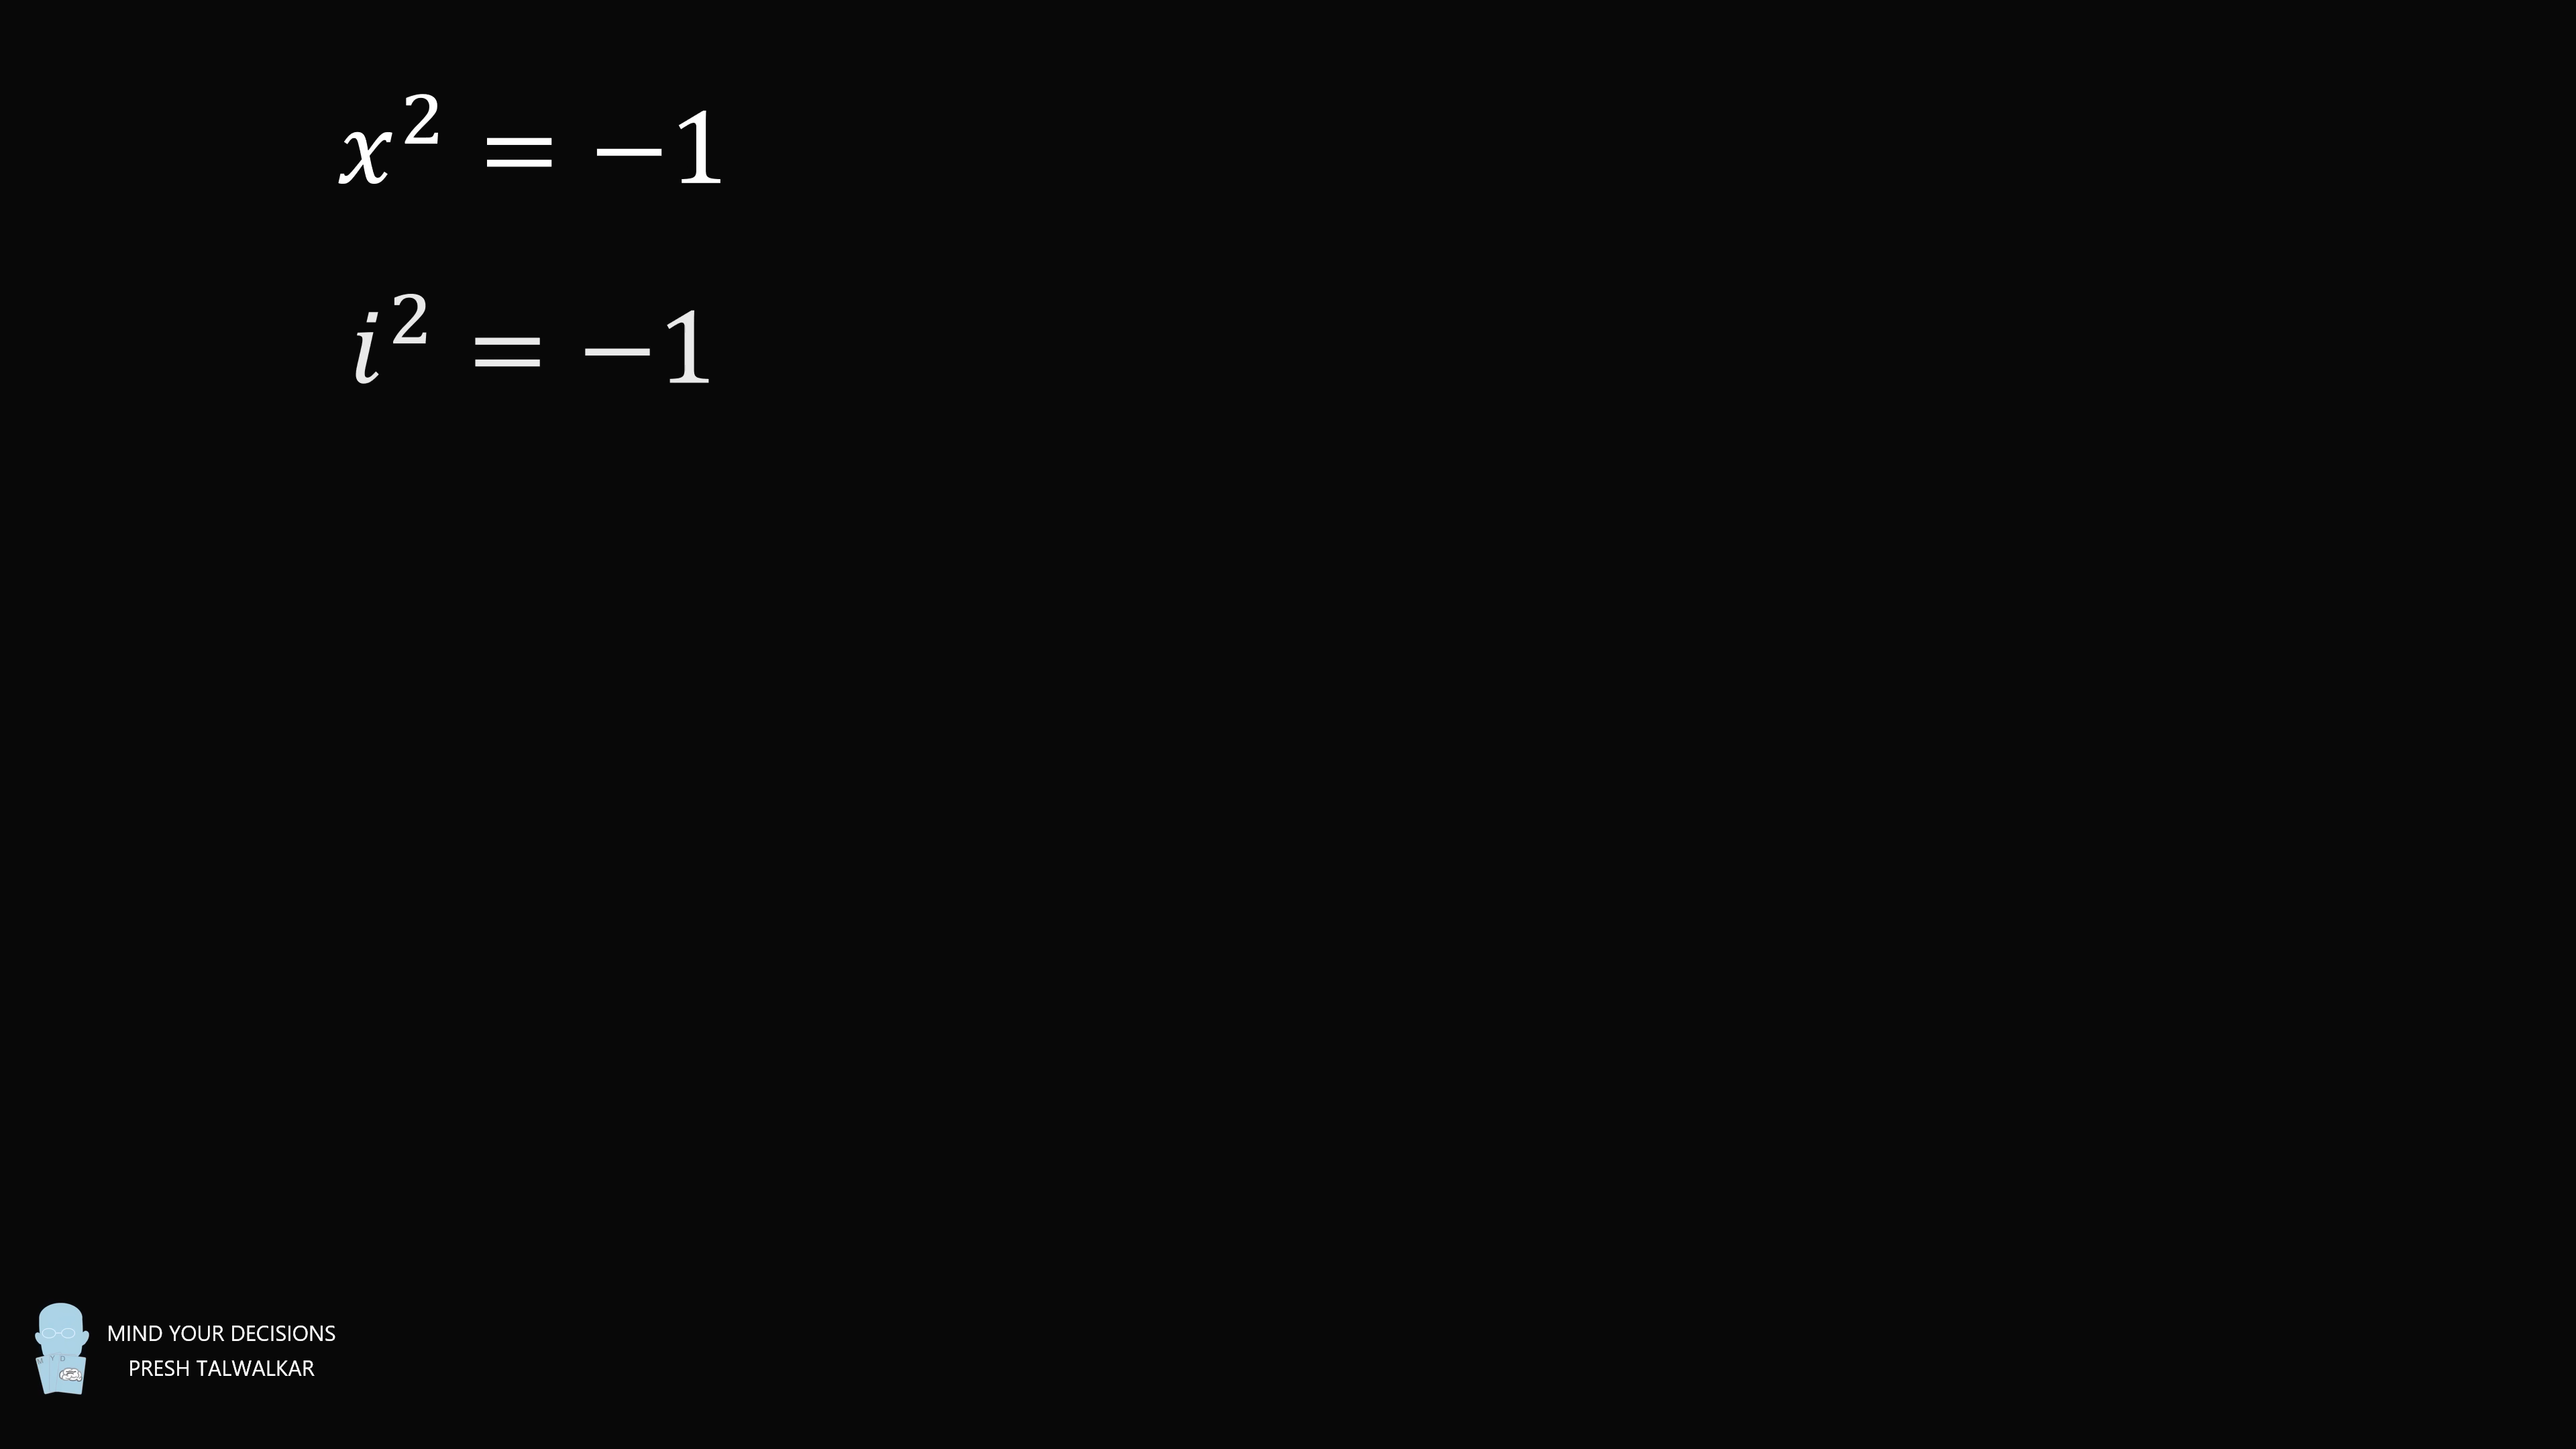 x² = −1
i² = −1
MIND YOUR DECISIONS
PRESH TALWALKAR